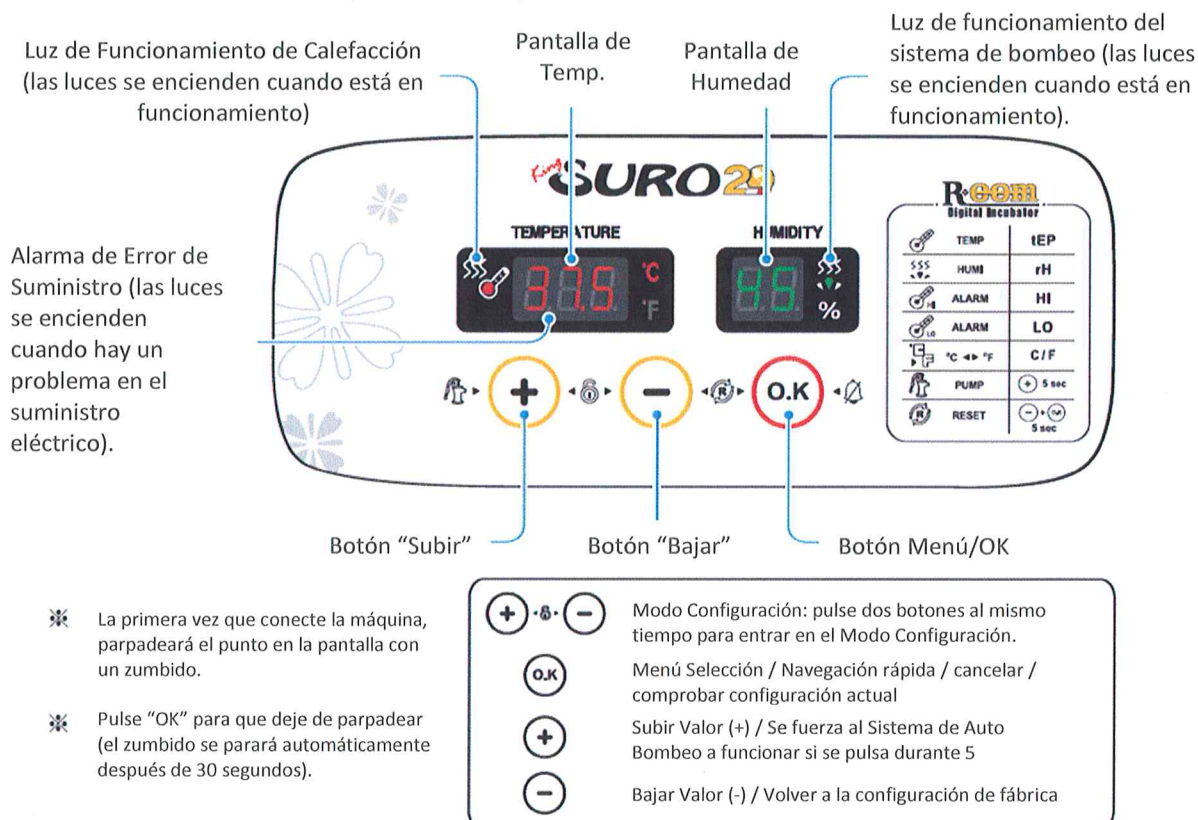 Luz de Funcionamiento de Calefacción
(las luces se encienden cuando está en
funcionamiento)
Pantalla de
Temp.
Pantalla de
Humedad
Luz de funcionamiento del
sistema de bombeo (las luces
se encienden cuando está en
funcionamiento).
King SURO20
R·com
Digital Incubator
TEMPERATURE
HUMIDITY
37.5
°C
°F
45
%
TEMP tEP
HUMI rH
ALARM HI
ALARM LO
°C ◄► °F C/F
PUMP + 5 sec
RESET
5 sec
Alarma de Error de
Suministro (las luces
se encienden
cuando hay un
problema en el
suministro
eléctrico).
+
−
O.K
Botón “Subir”
Botón “Bajar”
Botón Menú/OK
La primera vez que conecte la máquina,
parpadeará el punto en la pantalla con
un zumbido.
Pulse “OK” para que deje de parpadear
(el zumbido se parará automáticamente
después de 30 segundos).
+ −
Modo Configuración: pulse dos botones al mismo
tiempo para entrar en el Modo Configuración.
O.K
Menú Selección / Navegación rápida / cancelar /
comprobar configuración actual
+
Subir Valor (+) / Se fuerza al Sistema de Auto
Bombeo a funcionar si se pulsa durante 5
−
Bajar Valor (-) / Volver a la configuración de fábrica